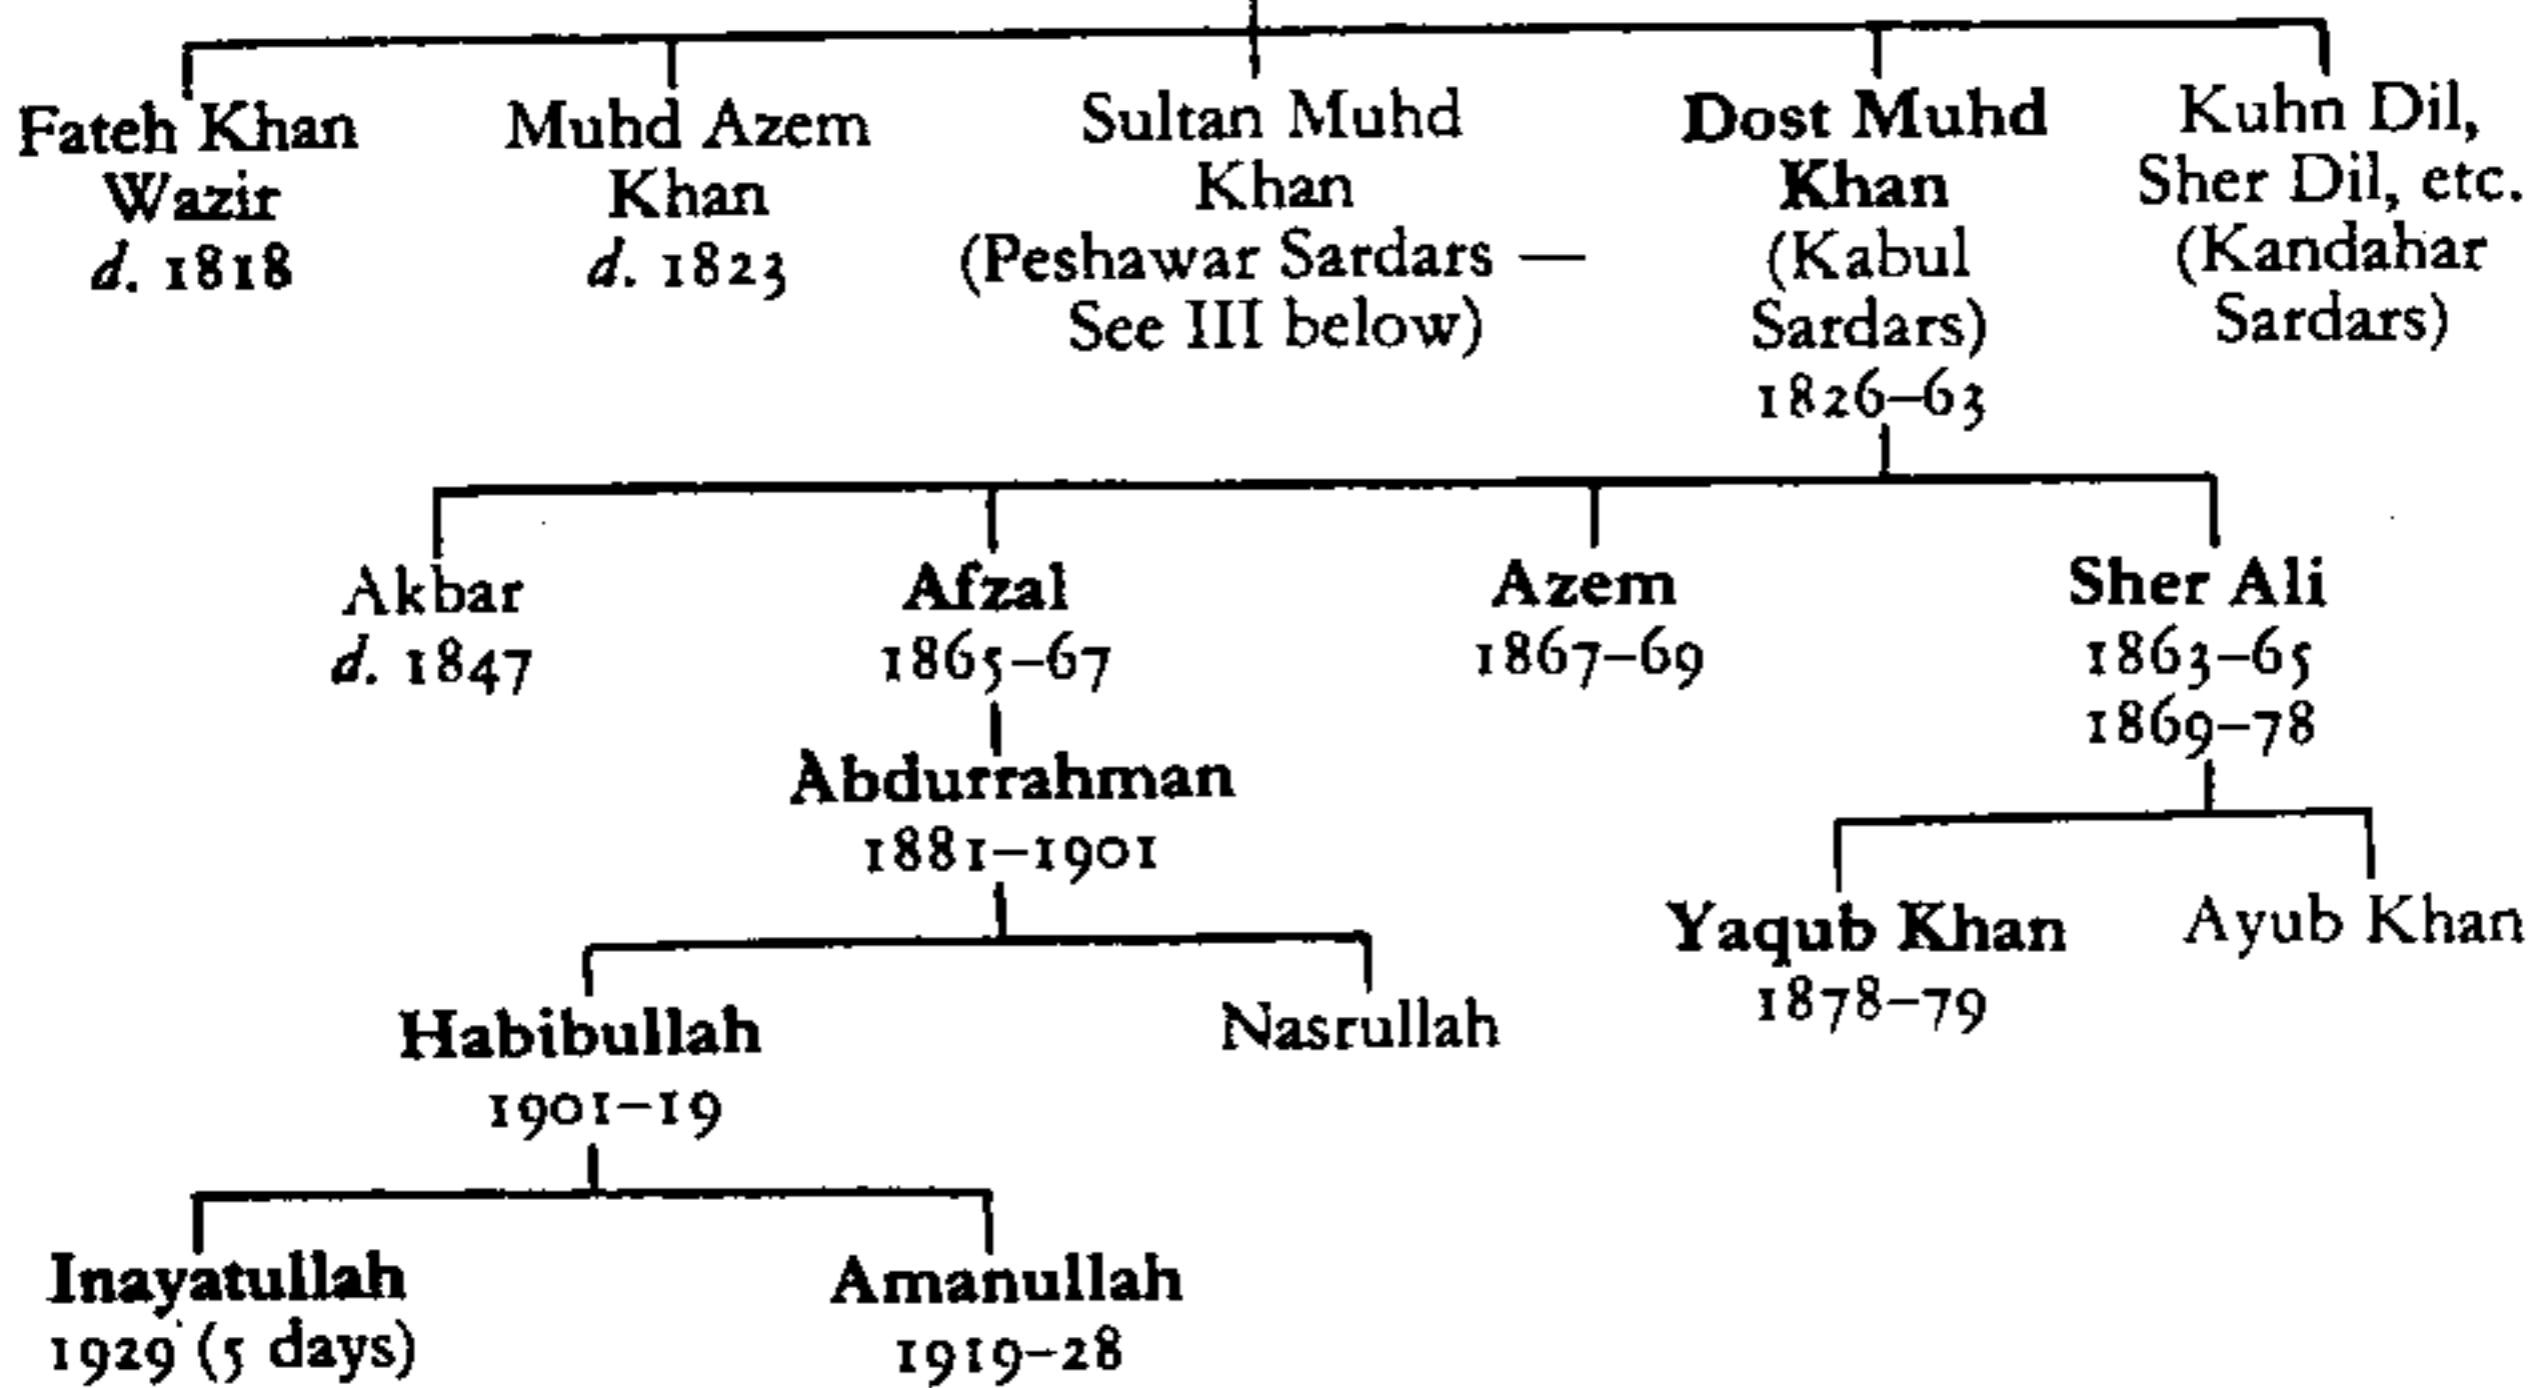 Fateh Khan
Wazir
d. 1818
Muhd Azem
Khan
d. 1823
Sultan Muhd
Khan
(Peshawar Sardars —
See III below)
Dost Muhd
Khan
(Kabul
Sardars)
1826–63
Kuhn Dil,
Sher Dil, etc.
(Kandahar
Sardars)
Akbar
d. 1847
Afzal
1865–67
Azem
1867–69
Sher Ali
1863–65
1869–78
Abdurrahman
1881–1901
Yaqub Khan
1878–79
Ayub Khan
Habibullah
1901–19
Nasrullah
Inayatullah
1929 (5 days)
Amanullah
1919–28